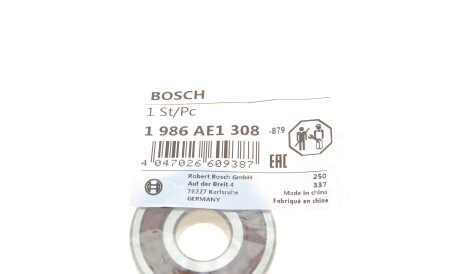 BOSCH
1 St/Pc
1 986 AE1 308
-879
4 047026 609387
EAC
Robert Bosch GmbH
Auf der Breit 4
76227 Karlsruhe
GERMANY
250
337
Made in china
Fabriqué en chine